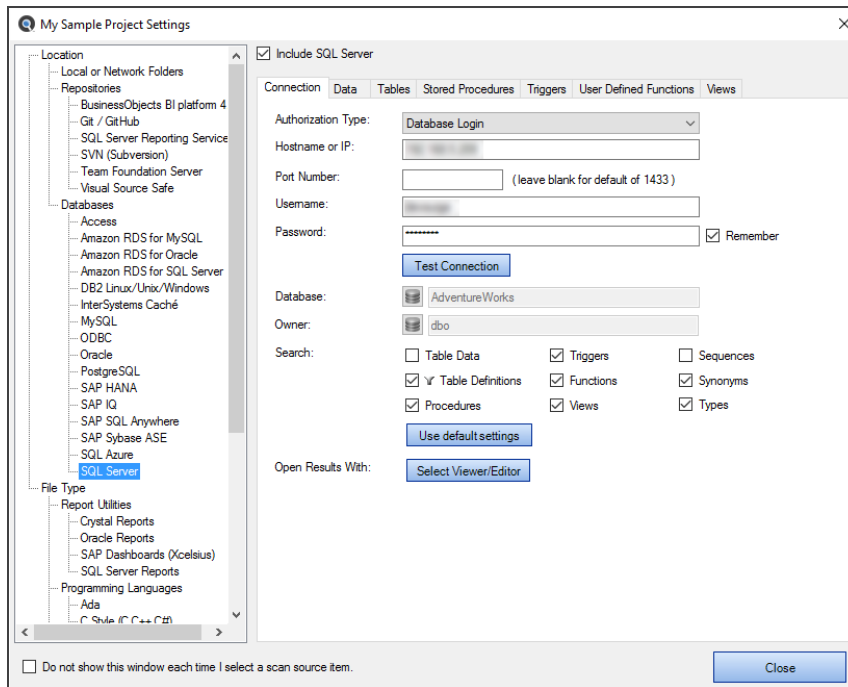 My Sample Project Settings
Location
Local or Network Folders
Repositories
BusinessObjects BI platform 4
Git / GitHub
SQL Server Reporting Service
SVN (Subversion)
Team Foundation Server
Visual Source Safe
Databases
Access
Amazon RDS for MySQL
Amazon RDS for Oracle
Amazon RDS for SQL Server
DB2 Linux/Unix/Windows
InterSystems Caché
MySQL
ODBC
Oracle
PostgreSQL
SAP HANA
SAP IQ
SAP SQL Anywhere
SAP Sybase ASE
SQL Azure
SQL Server
File Type
Report Utilities
Crystal Reports
Oracle Reports
SAP Dashboards (Xcelsius)
SQL Server Reports
Programming Languages
Ada
C Style (C C++ C#)
Include SQL Server
Connection Data Tables Stored Procedures Triggers User Defined Functions Views
Authorization Type: Database Login
Hostname or IP:
Port Number: (leave blank for default of 1433 )
Username:
Password: ******** Remember
Test Connection
Database: AdventureWorks
Owner: dbo
Search: Table Data Triggers Sequences
Table Definitions Functions Synonyms
Procedures Views Types
Use default settings
Open Results With: Select Viewer/Editor
Do not show this window each time I select a scan source item.
Close